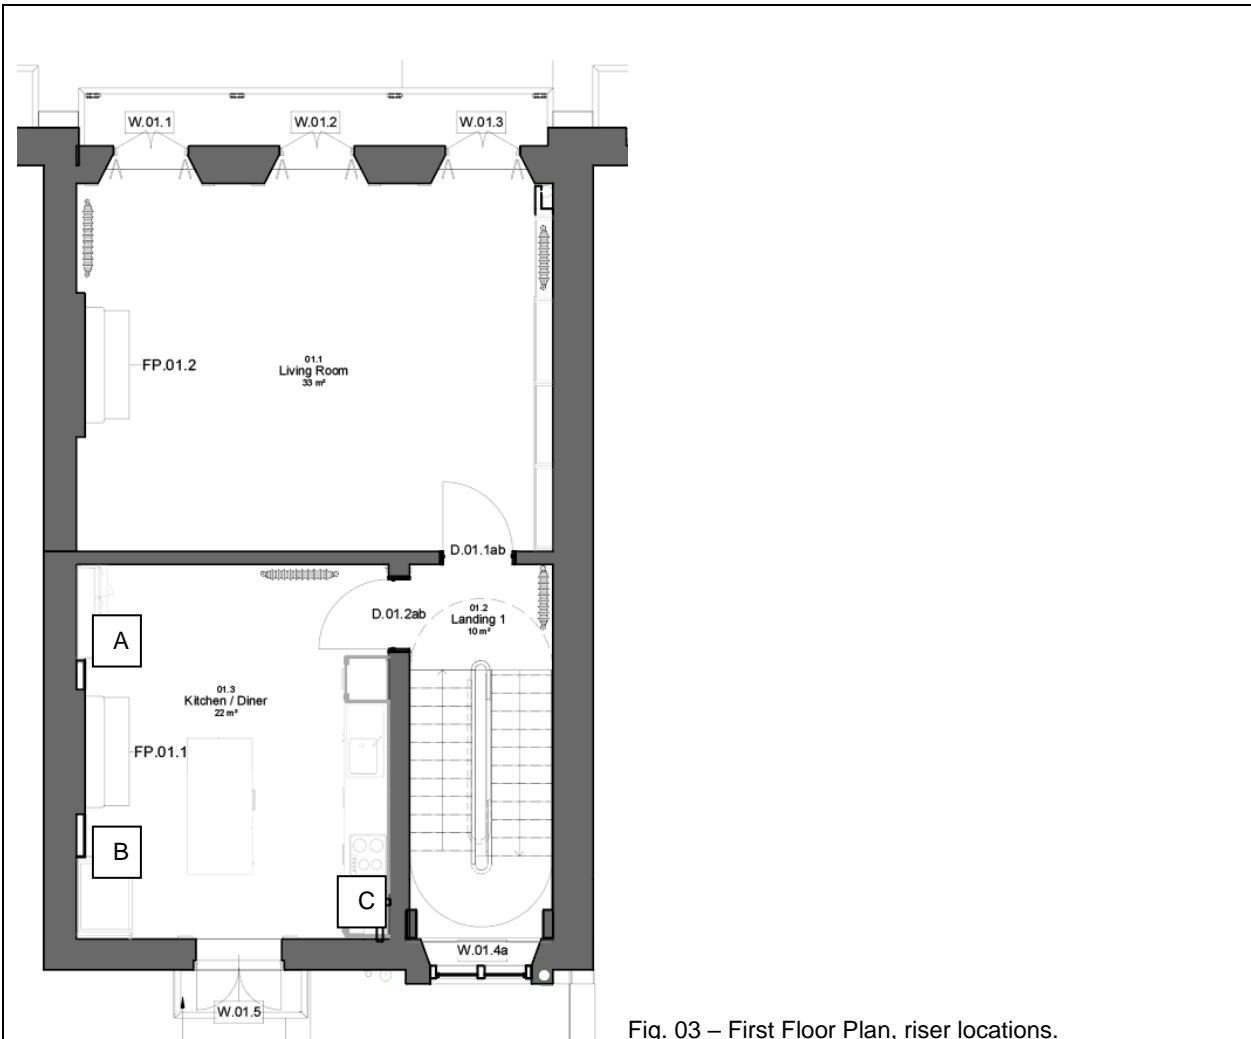 W.01.1
W.01.2
W.01.3
FP.01.2
01.1
Living Room
33 m²
D.01.1ab
D.01.2ab
01.2
Landing 1
10 m²
A
01.3
Kitchen / Diner
22 m²
FP.01.1
B
C
W.01.4a
W.01.5
Fig. 03 – First Floor Plan, riser locations.